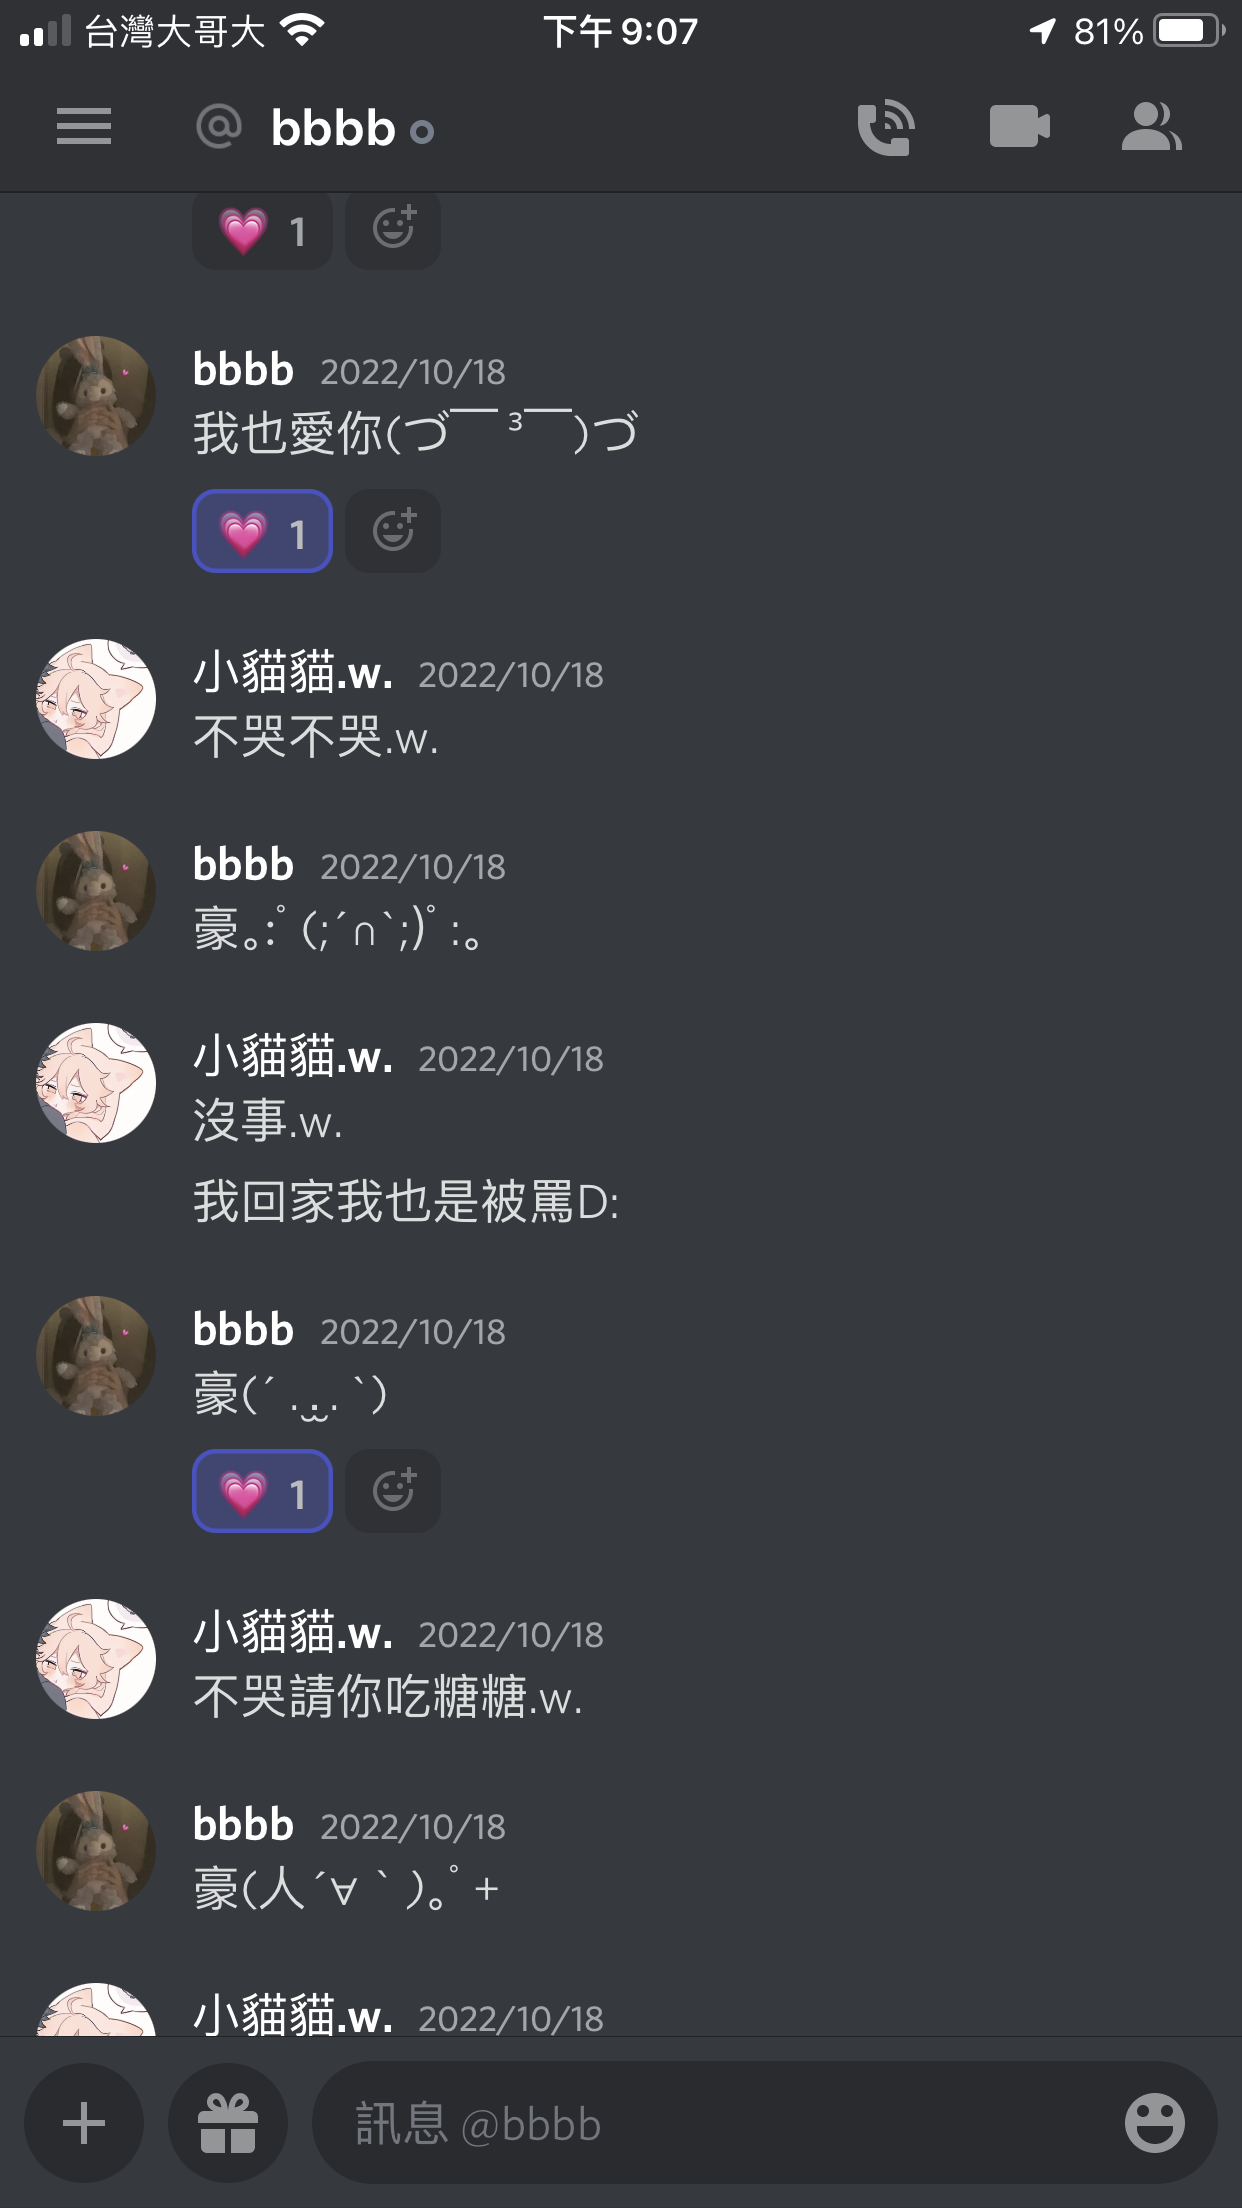 台灣大哥大 下午 9:07 81%
@ bbbb
💗 1
bbbb 2022/10/18
我也愛你(づ￣ ³￣)づ
💗 1
小貓貓.w. 2022/10/18
不哭不哭.w.
bbbb 2022/10/18
豪｡:ﾟ(;´∩`;)ﾟ:｡
小貓貓.w. 2022/10/18
沒事.w.
我回家我也是被罵D:
bbbb 2022/10/18
豪(´ .̫.̫. `)
💗 1
小貓貓.w. 2022/10/18
不哭請你吃糖糖.w.
bbbb 2022/10/18
豪(人´∀｀)｡ﾟ+
小貓貓.w. 2022/10/18
訊息 @bbbb